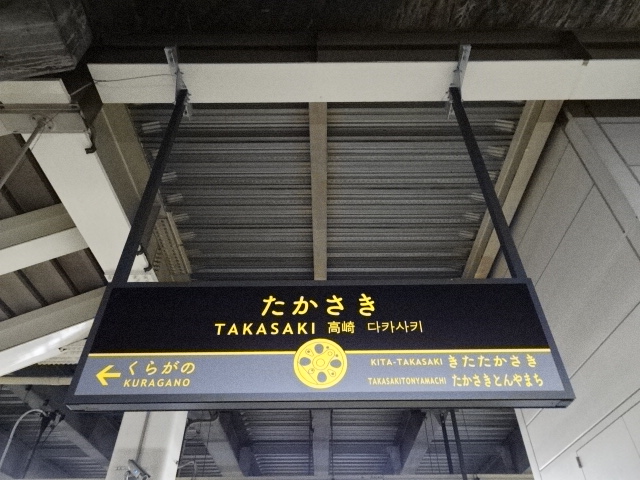 たかさき
TAKASAKI 高崎 다카사키
くらがの
KURAGANO
KITA-TAKASAKI きたたかさき
TAKASAKITONYAMACHI たかさきとんやまち